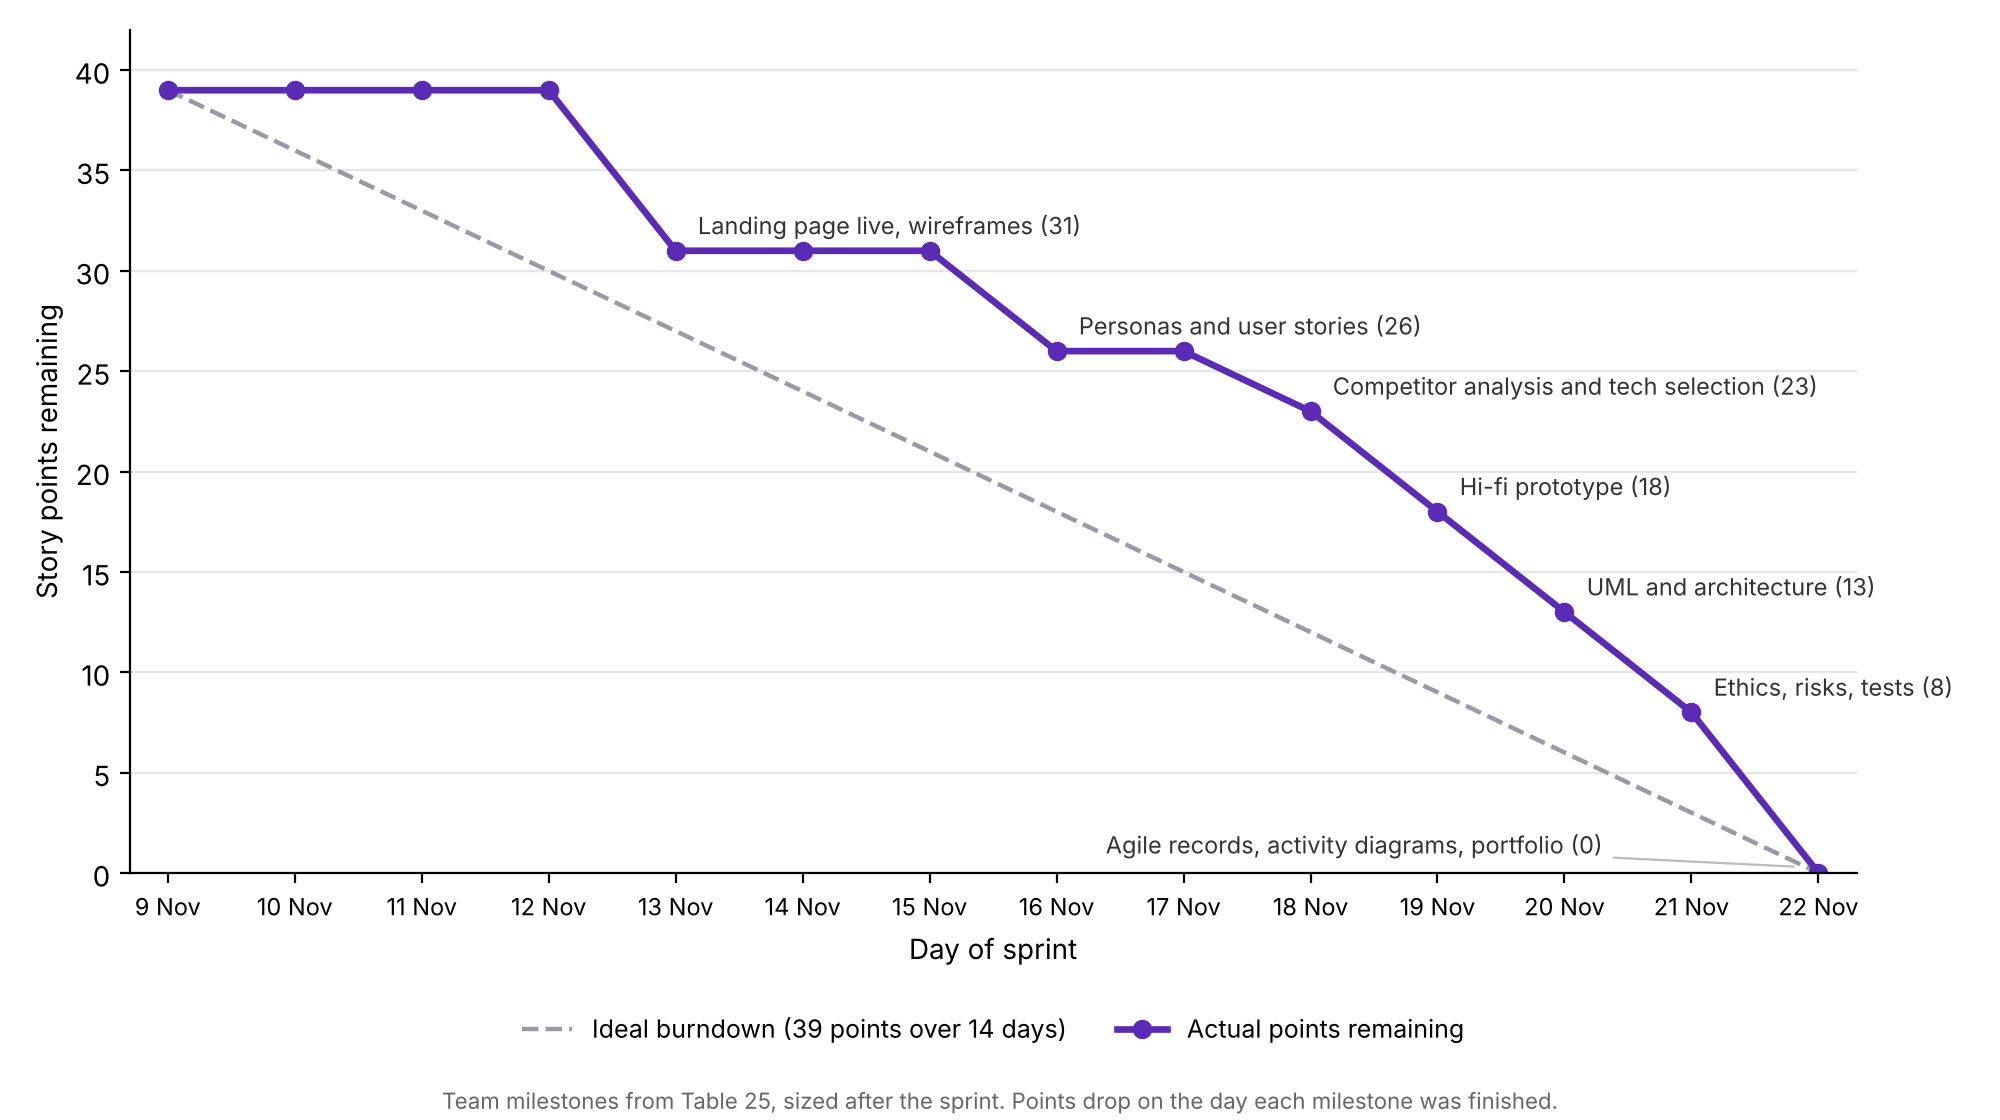 40
35
30
25
20
15
10
5
0
Story points remaining
Landing page live, wireframes (31)
Personas and user stories (26)
Competitor analysis and tech selection (23)
Hi-fi prototype (18)
UML and architecture (13)
Ethics, risks, tests (8)
Agile records, activity diagrams, portfolio (0)
9 Nov
10 Nov
11 Nov
12 Nov
13 Nov
14 Nov
15 Nov
16 Nov
17 Nov
18 Nov
19 Nov
20 Nov
21 Nov
22 Nov
Day of sprint
Ideal burndown (39 points over 14 days)
Actual points remaining
Team milestones from Table 25, sized after the sprint. Points drop on the day each milestone was finished.